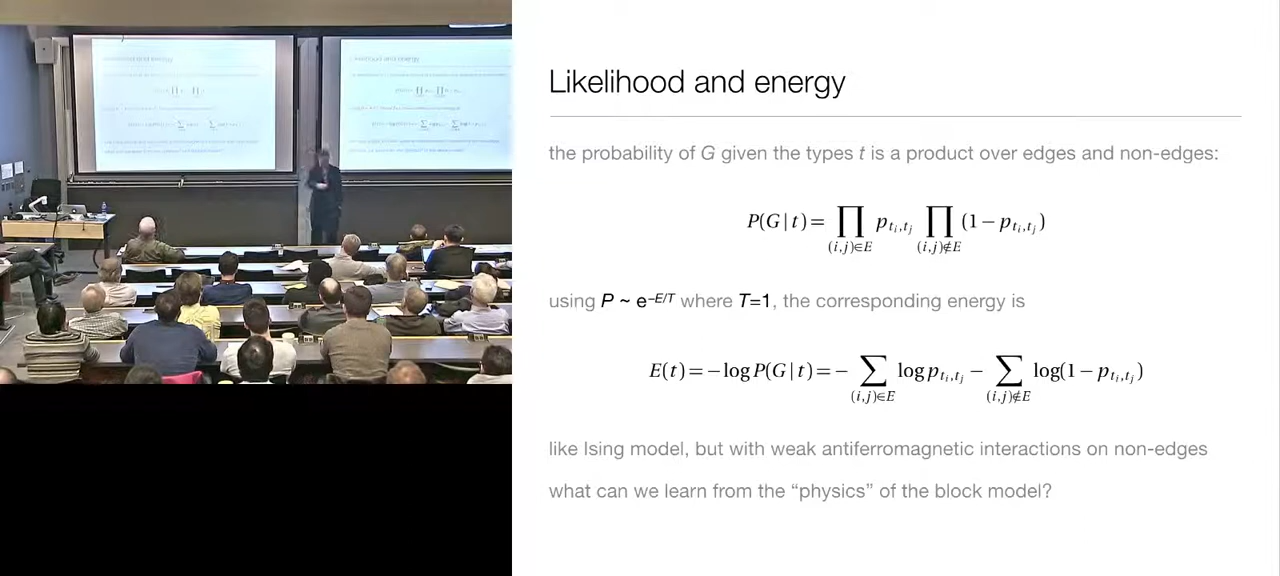 Likelihood and energy
the probability of G given the types t is a product over edges and non-edges:
P(G|t)=∏_{(i,j)∈E} p_{t_i,t_j} ∏_{(i,j)∉E} (1−p_{t_i,t_j})
using P ~ e^{−E/T} where T=1, the corresponding energy is
E(t)=−log P(G|t)=−∑_{(i,j)∈E} log p_{t_i,t_j} − ∑_{(i,j)∉E} log(1−p_{t_i,t_j})
like Ising model, but with weak antiferromagnetic interactions on non-edges
what can we learn from the “physics” of the block model?